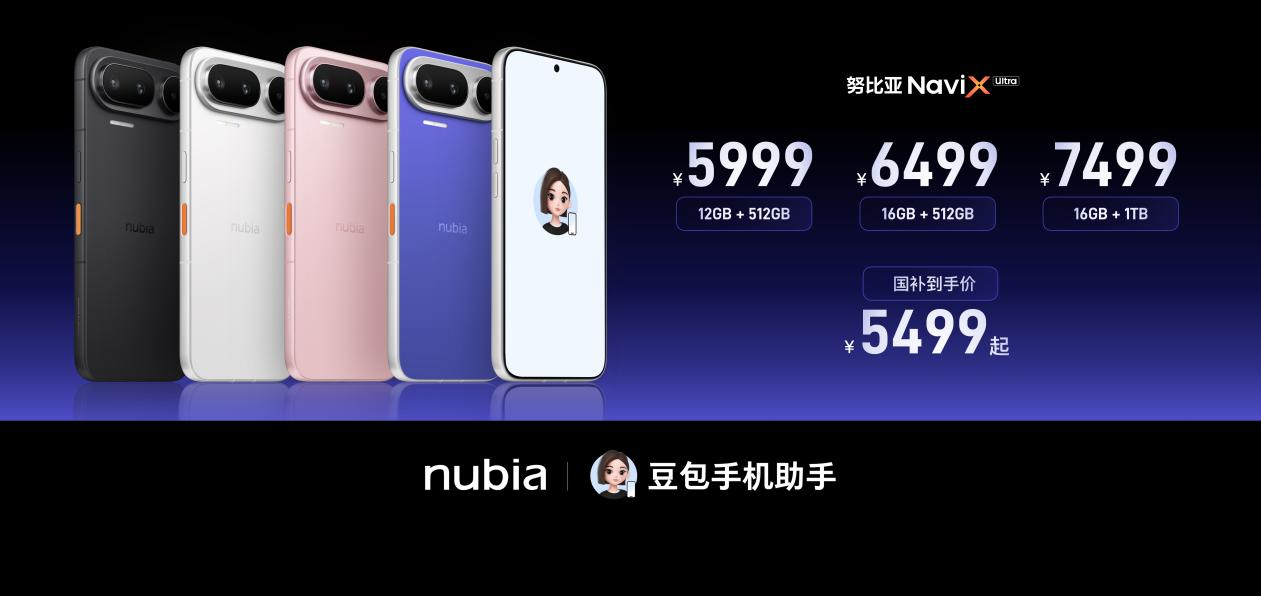 努比亚 NaviX Ultra
¥5999 ¥6499 ¥7499
12GB + 512GB 16GB + 512GB 16GB + 1TB
国补到手价
¥5499起
nubia nubia nubia nubia
nubia | 豆包手机助手